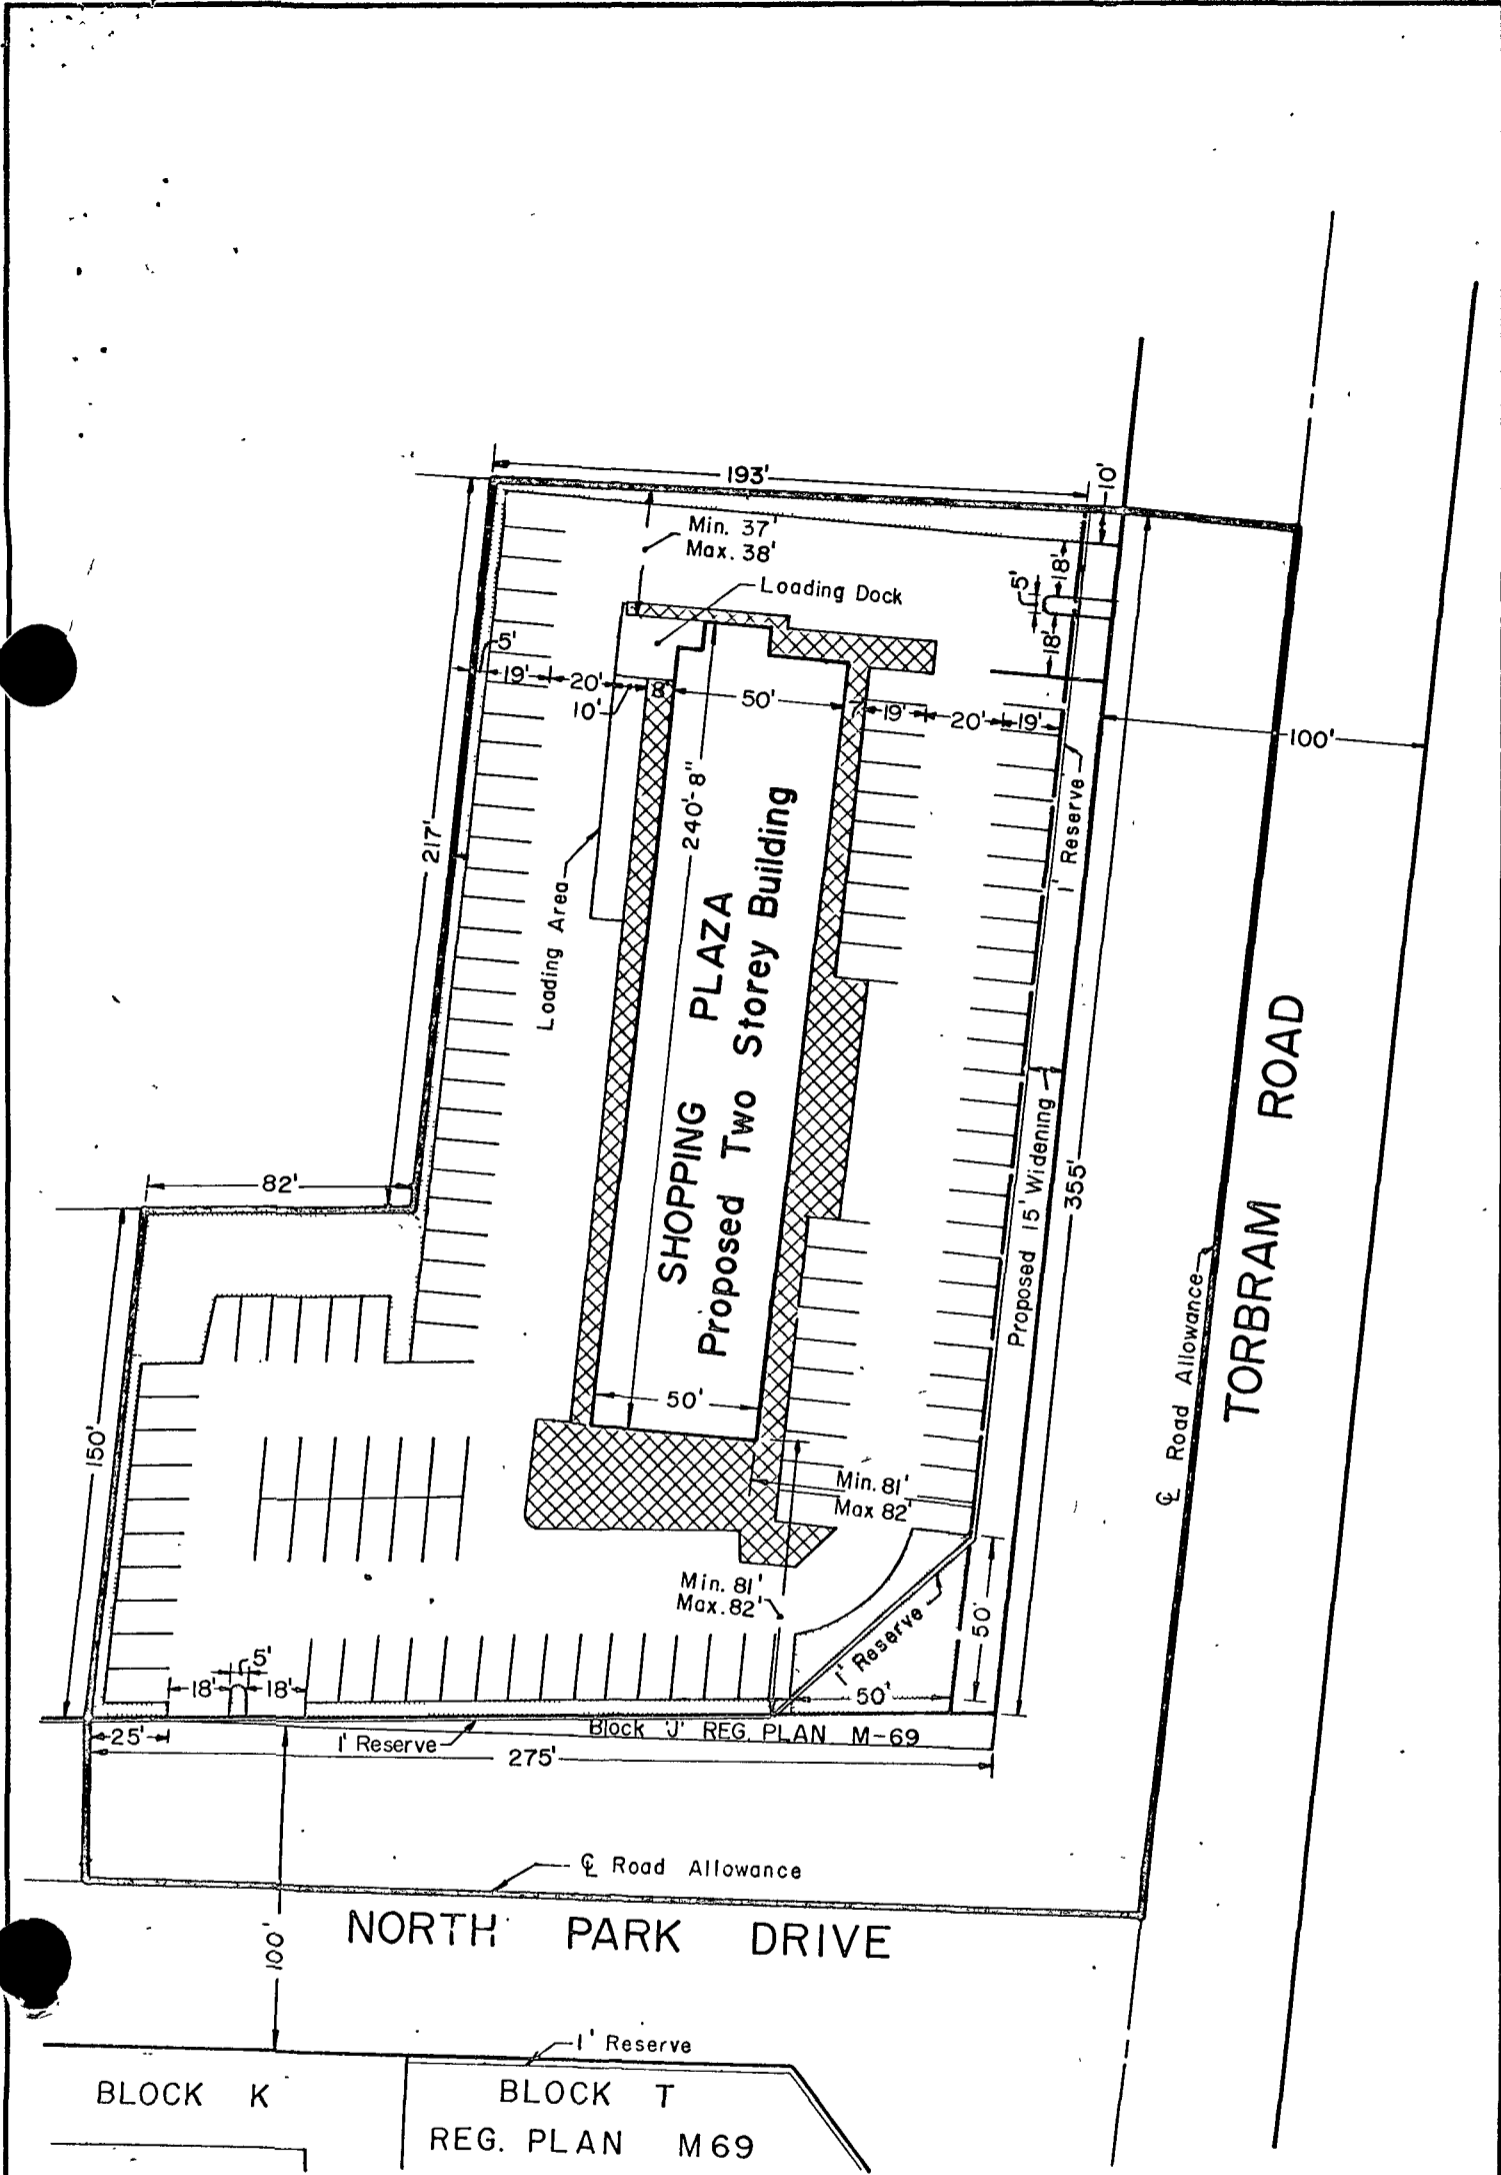 193'
10'
Min. 37'
Max. 38'
Loading Dock
5'
18'
18'
5'
19'
20'
10'
8'
50'
7'
19'
20'
19'
100'
1' Reserve
217'
240'-8"
Loading Area
SHOPPING PLAZA
Proposed Two Storey Building
Proposed 15' Widening
355'
82'
150'
50'
TORBRAM ROAD
℄ Road Allowance
Min. 81'
Max 82'
Min. 81'
Max. 82'
1' Reserve
50'
50'
5'
18'
18'
25'
1' Reserve
Block 'J' REG. PLAN M-69
275'
℄ Road Allowance
NORTH PARK DRIVE
100'
1' Reserve
BLOCK K
BLOCK T
REG. PLAN M69